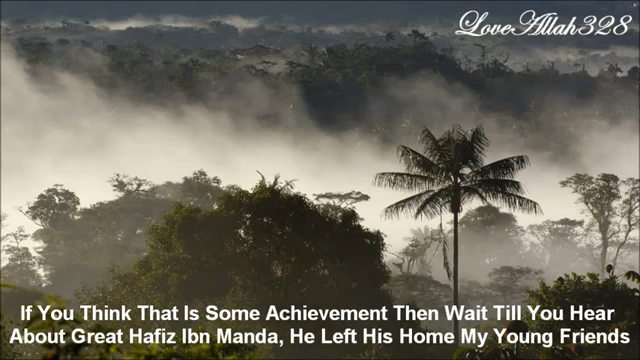 LoveAllah328
If You Think That Is Some Achievement Then Wait Till You Hear
About Great Hafiz Ibn Manda, He Left His Home My Young Friends